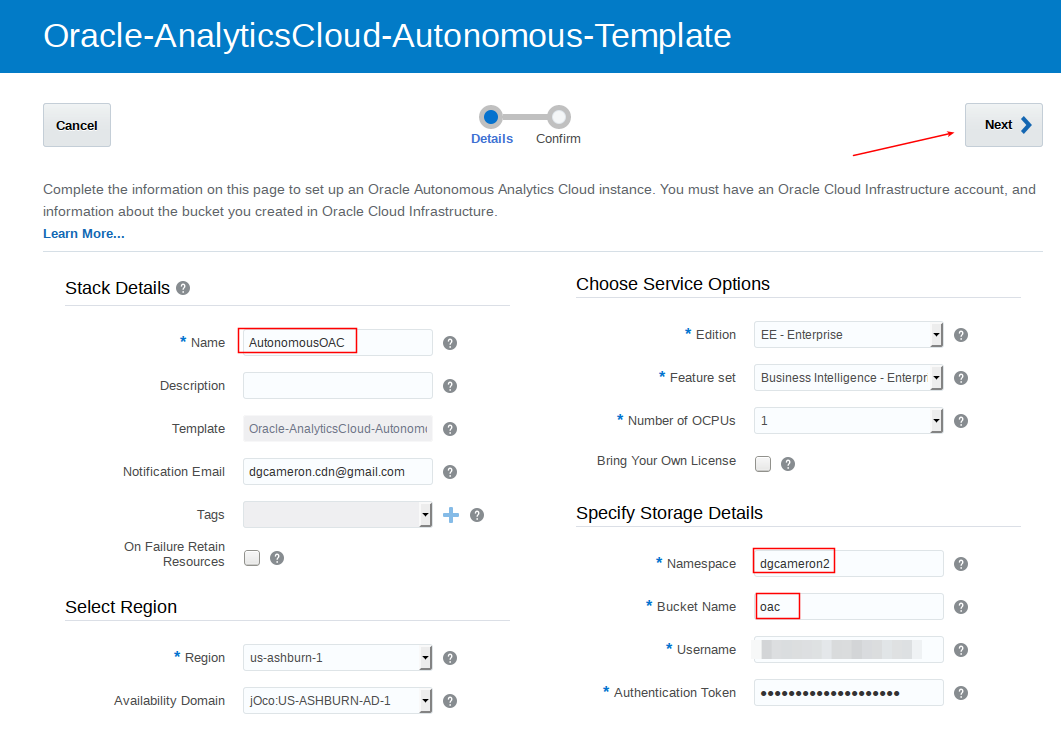 Oracle-AnalyticsCloud-Autonomous-Template
Cancel
Details
Confirm
Next
Complete the information on this page to set up an Oracle Autonomous Analytics Cloud instance. You must have an Oracle Cloud Infrastructure account, and
information about the bucket you created in Oracle Cloud Infrastructure.
Learn More...
Stack Details ?
* Name AutonomousOAC ?
Description ?
Template Oracle-AnalyticsCloud-Autonom ?
Notification Email dgcameron.cdn@gmail.com ?
Tags ?
On Failure Retain
Resources ?
Select Region
* Region us-ashburn-1 ?
Availability Domain jOco:US-ASHBURN-AD-1 ?
Choose Service Options
* Edition EE - Enterprise ?
* Feature set Business Intelligence - Enterpr ?
* Number of OCPUs 1 ?
Bring Your Own License ?
Specify Storage Details
* Namespace dgcameron2 ?
* Bucket Name oac ?
* Username ?
* Authentication Token ●●●●●●●●●●●●●●●●●●●● ?